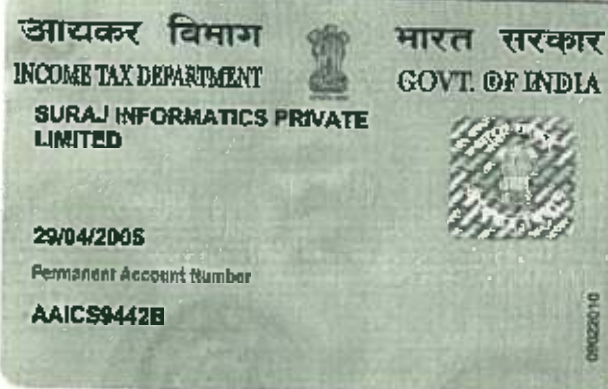 आयकर विभाग
भारत सरकार
INCOME TAX DEPARTMENT
GOVT. OF INDIA
SURAJ INFORMATICS PRIVATE
LIMITED
29/04/2005
Permanent Account Number
AAICS9442B
09022010